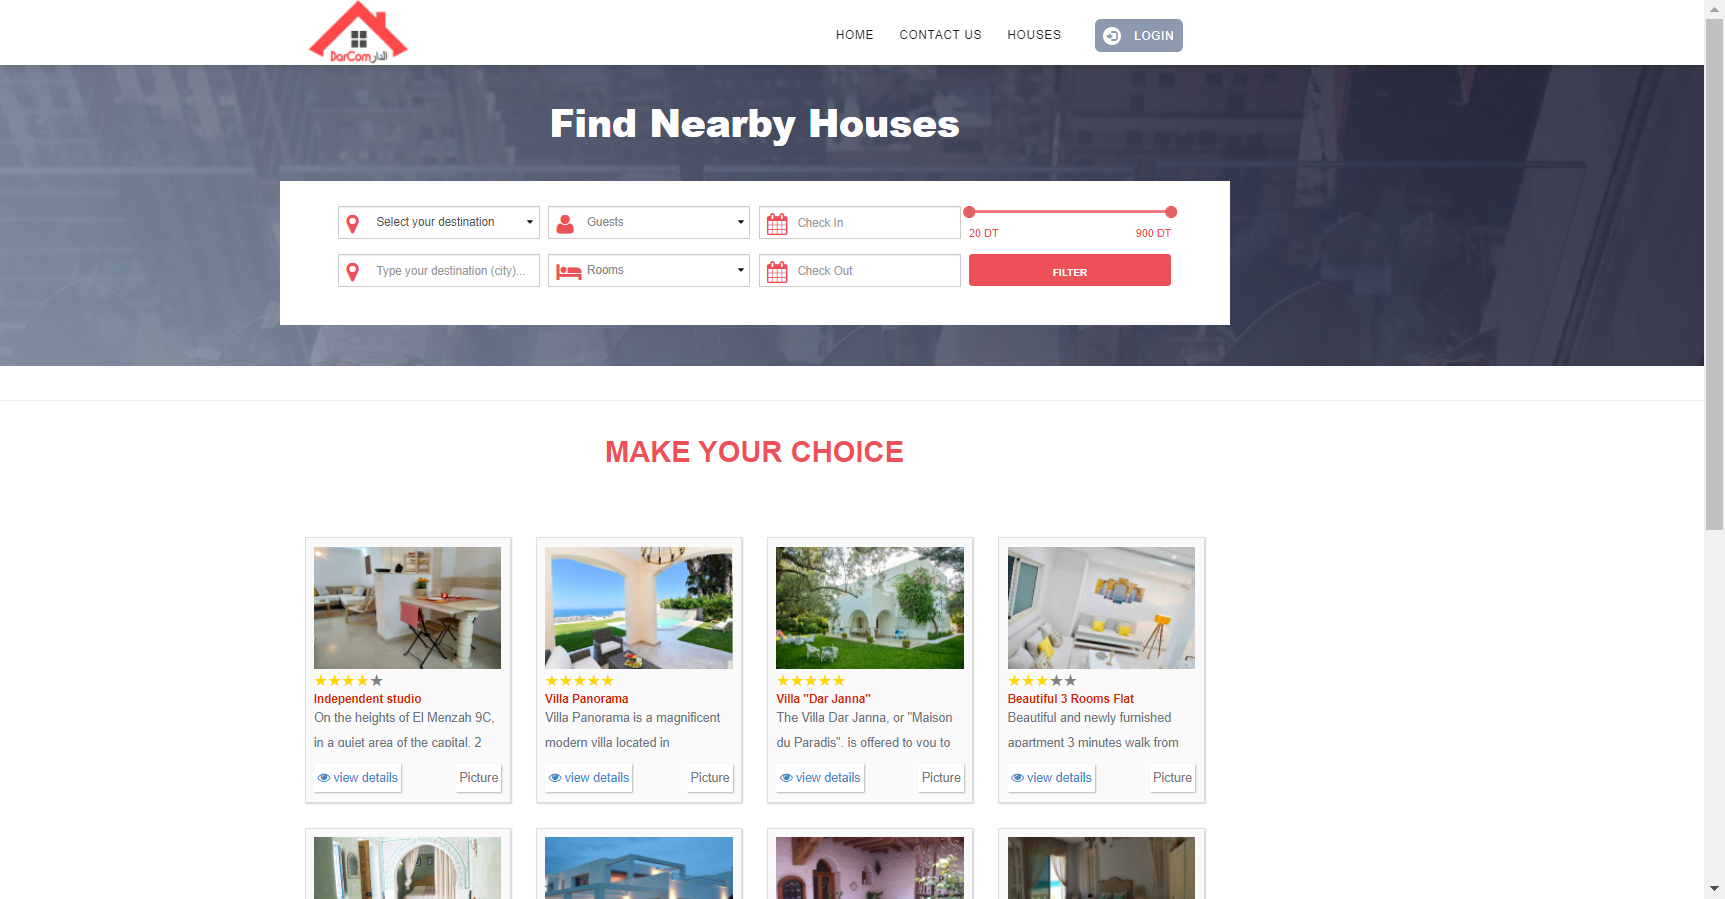 DarCom الدار
HOME CONTACT US HOUSES LOGIN
Find Nearby Houses
Select your destination Guests Check In
20 DT 900 DT
Type your destination (city)... Rooms Check Out FILTER
MAKE YOUR CHOICE
Independent studio
On the heights of El Menzah 9C,
in a quiet area of the capital, 2
view details Picture
Villa Panorama
Villa Panorama is a magnificent
modern villa located in
view details Picture
Villa "Dar Janna"
The Villa Dar Janna, or "Maison
du Paradis", is offered to you to
view details Picture
Beautiful 3 Rooms Flat
Beautiful and newly furnished
apartment 3 minutes walk from
view details Picture